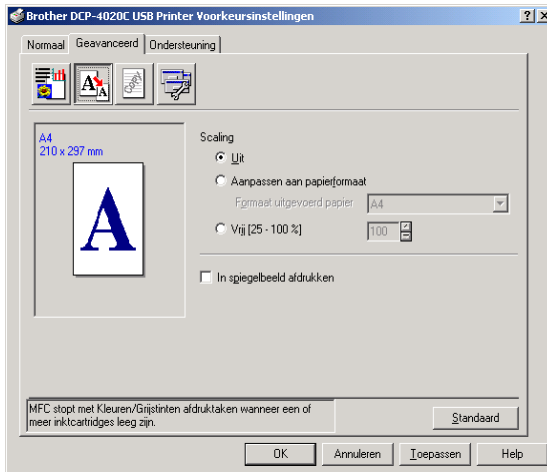 Brother DCP-4020C USB Printer Voorkeursinstellingen
Normaal Geavanceerd Ondersteuning
Copy
A4
210 x 297 mm
A
Scaling
Uit
Aanpassen aan papierformaat
Formaat uitgevoerd papier A4
Vrij [25 - 100 %] 100
In spiegelbeeld afdrukken
MFC stopt met Kleuren/Grijstinten afdruktaken wanneer een of
meer inktcartridges leeg zijn.
Standaard
OK Annuleren Toepassen Help